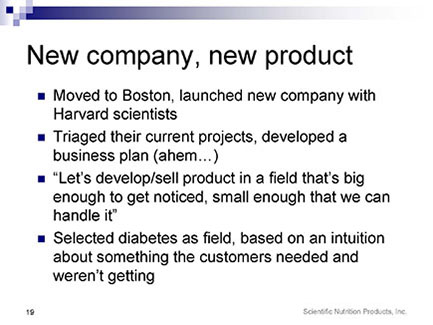 New company, new product
Moved to Boston, launched new company with
Harvard scientists
Triaged their current projects, developed a
business plan (ahem…)
“Let’s develop/sell product in a field that’s big
enough to get noticed, small enough that we can
handle it”
Selected diabetes as field, based on an intuition
about something the customers needed and
weren’t getting
19
Scientific Nutrition Products, Inc.